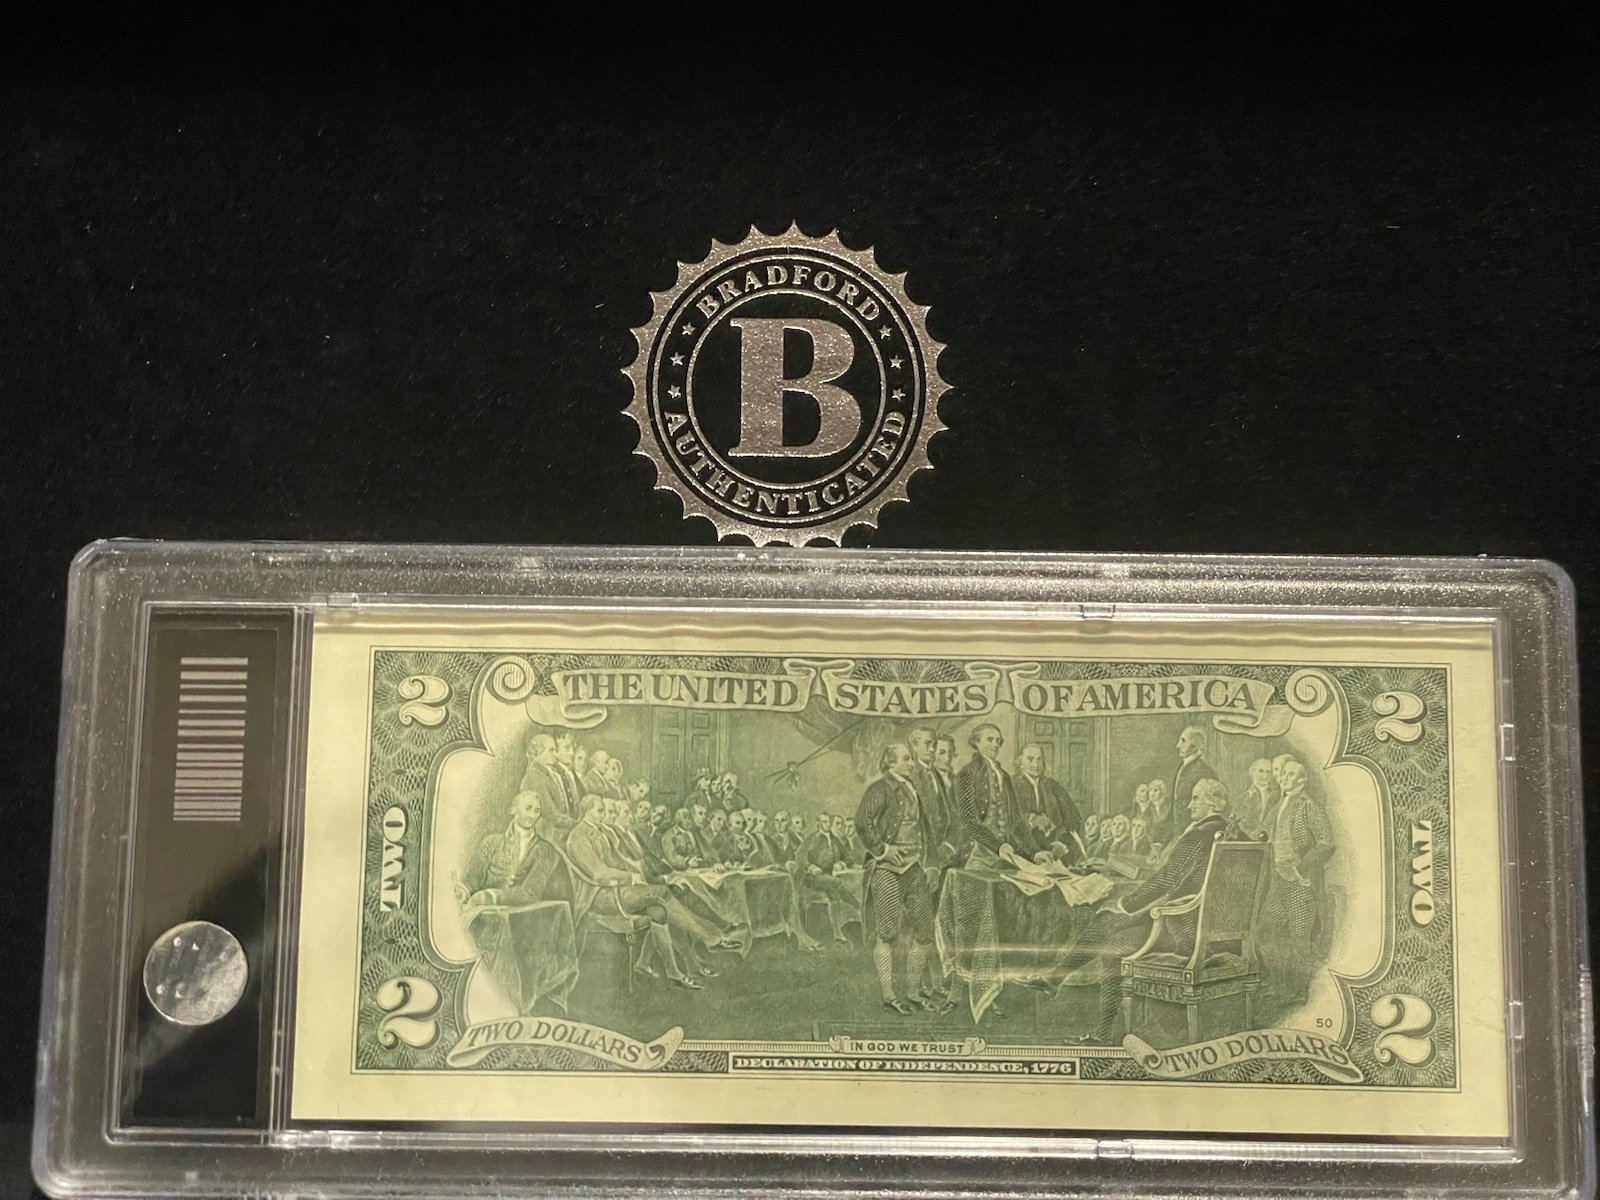 BRADFORD
B
AUTHENTICATED
2
THE UNITED STATES OF AMERICA
2
TWO
TWO
2
TWO DOLLARS
IN GOD WE TRUST
50
TWO DOLLARS
2
DECLARATION OF INDEPENDENCE, 1776